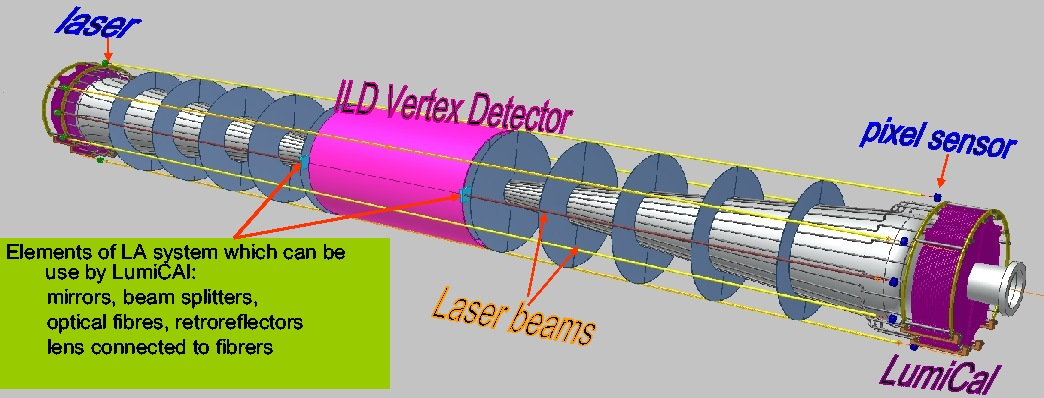 laser
ILD Vertex Detector
pixel sensor
Elements of LA system which can be
use by LumiCAl:
mirrors, beam splitters,
optical fibres, retroreflectors
lens connected to fibrers
Laser beams
LumiCal